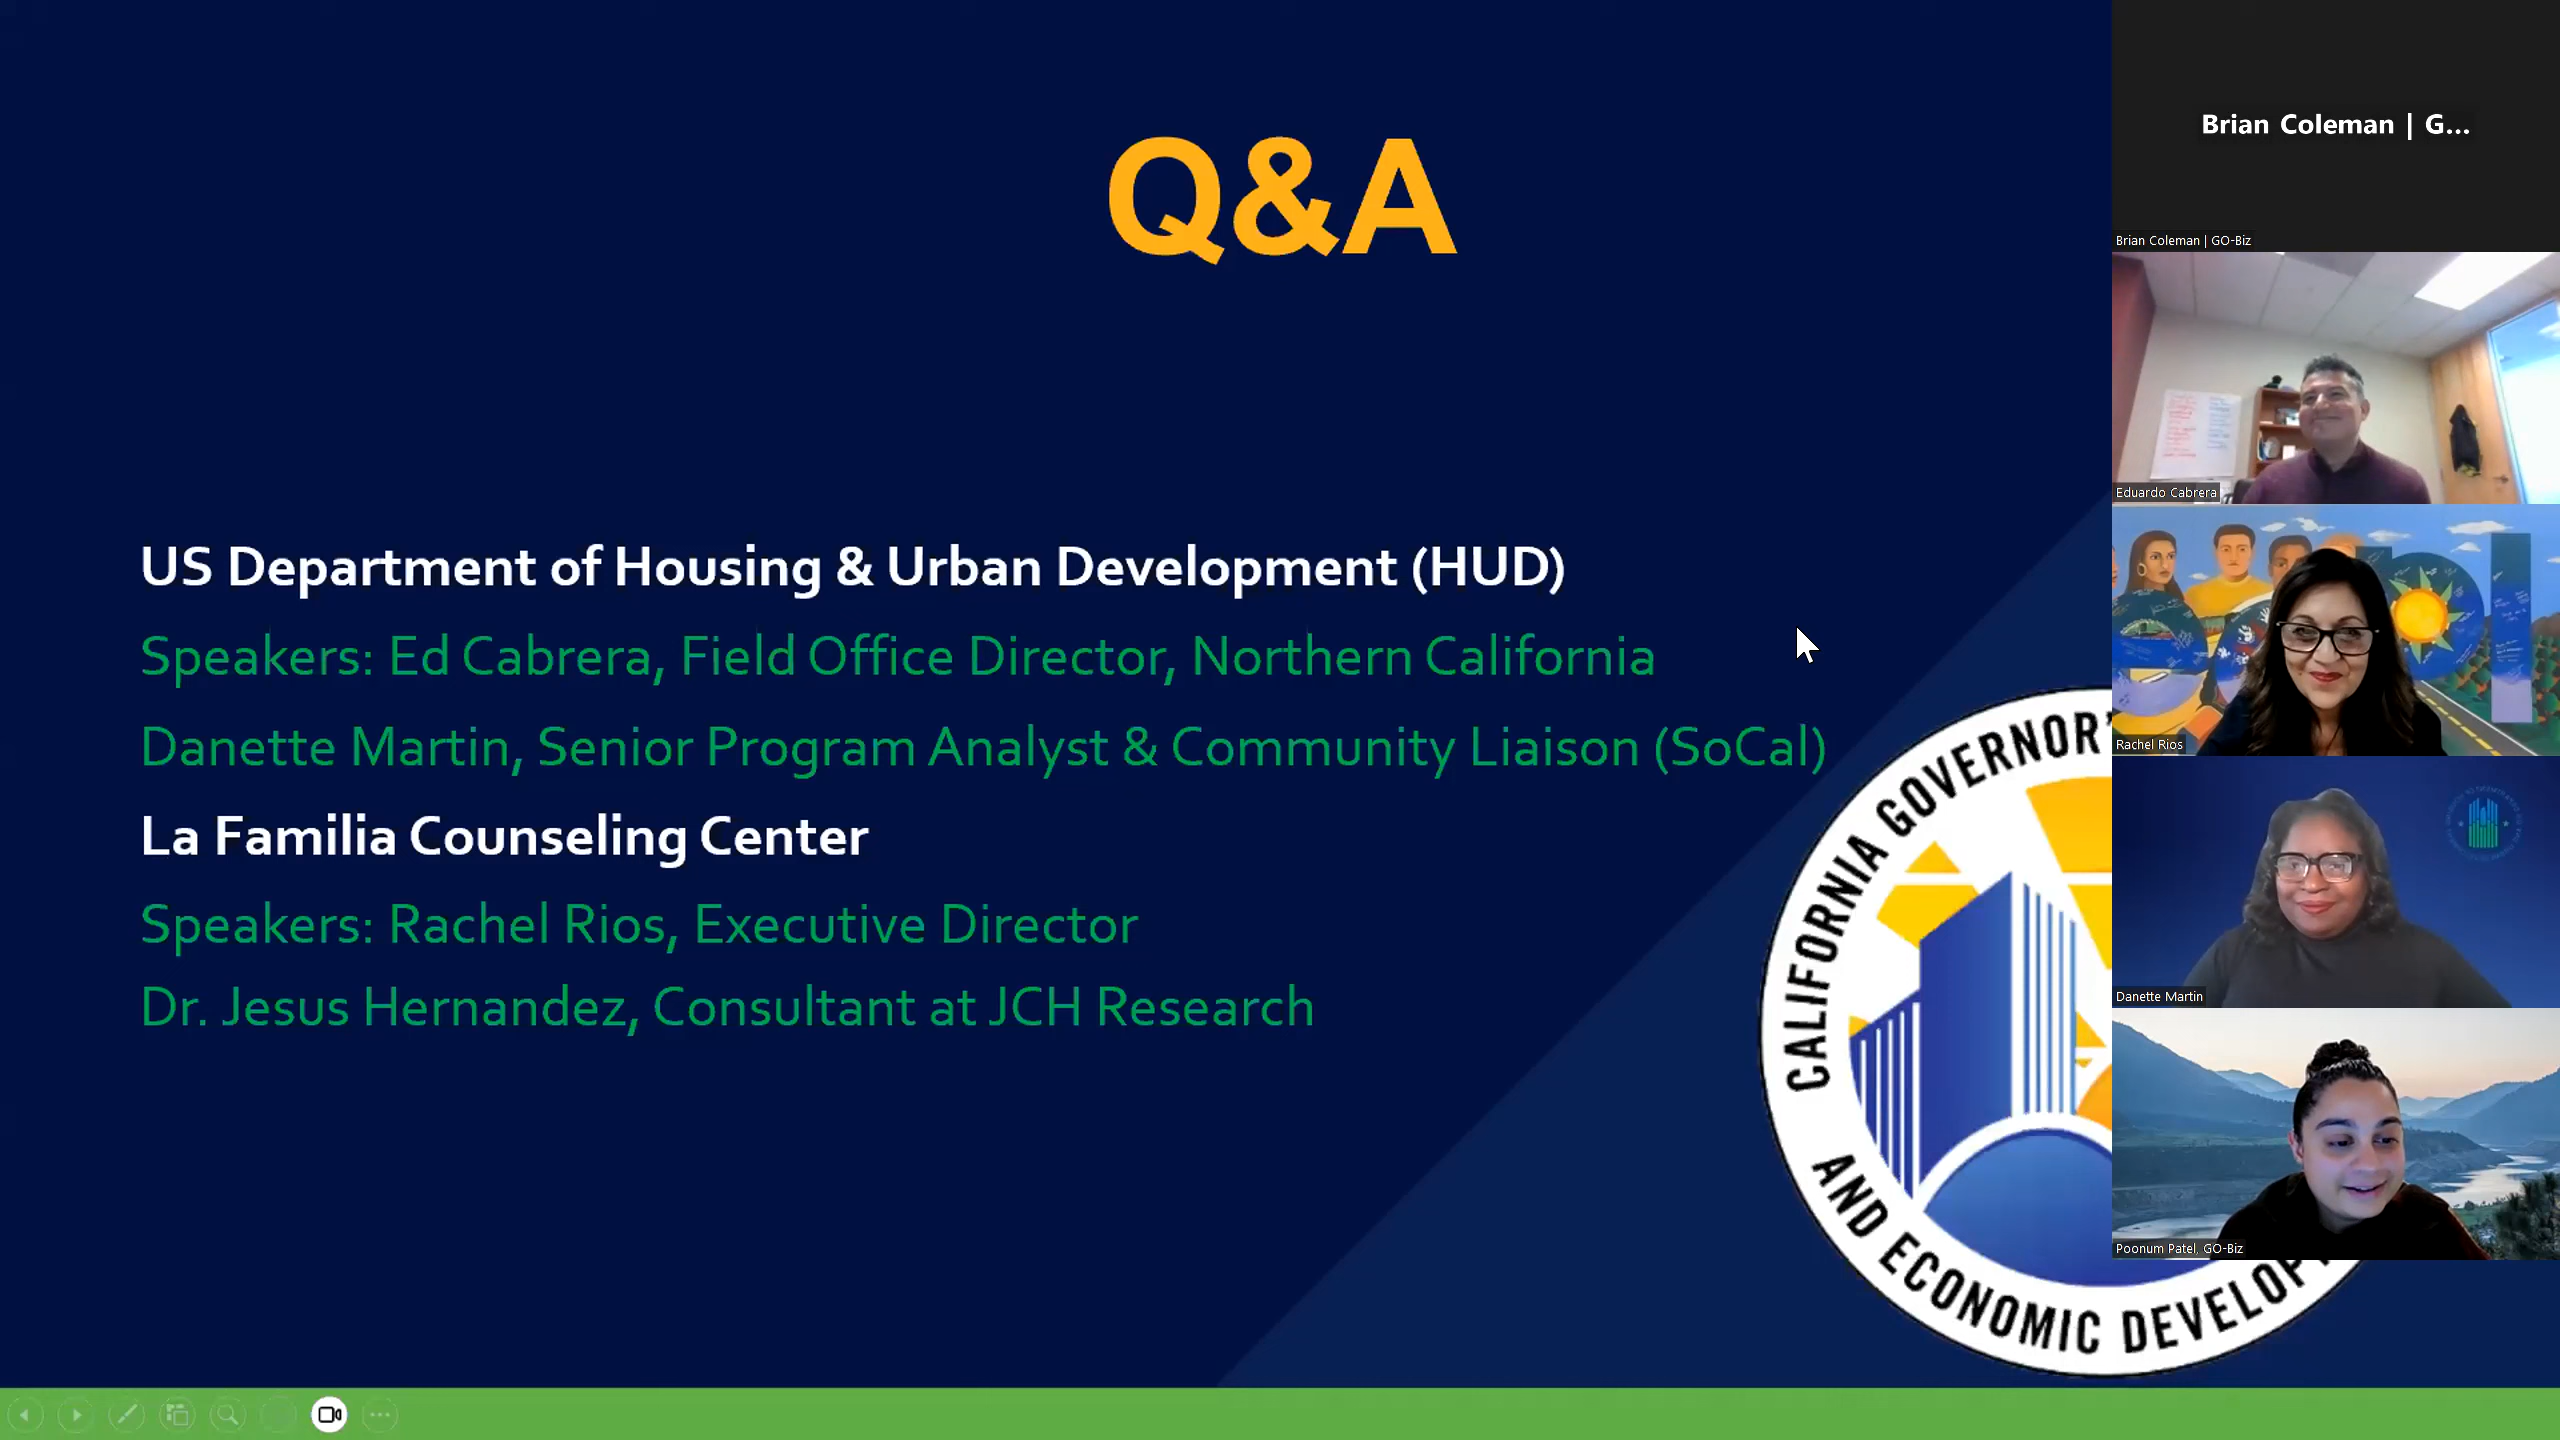 Q&A
US Department of Housing & Urban Development (HUD)
Speakers: Ed Cabrera, Field Office Director, Northern California
Danette Martin, Senior Program Analyst & Community Liaison (SoCal)
La Familia Counseling Center
Speakers: Rachel Rios, Executive Director
Dr. Jesus Hernandez, Consultant at JCH Research
CALIFORNIA GOVERNOR'
AND ECONOMIC DEVELOP
Brian Coleman | G...
Brian Coleman | GO-Biz
Eduardo Cabrera
Rachel Rios
Danette Martin
Poonum Patel, GO-Biz